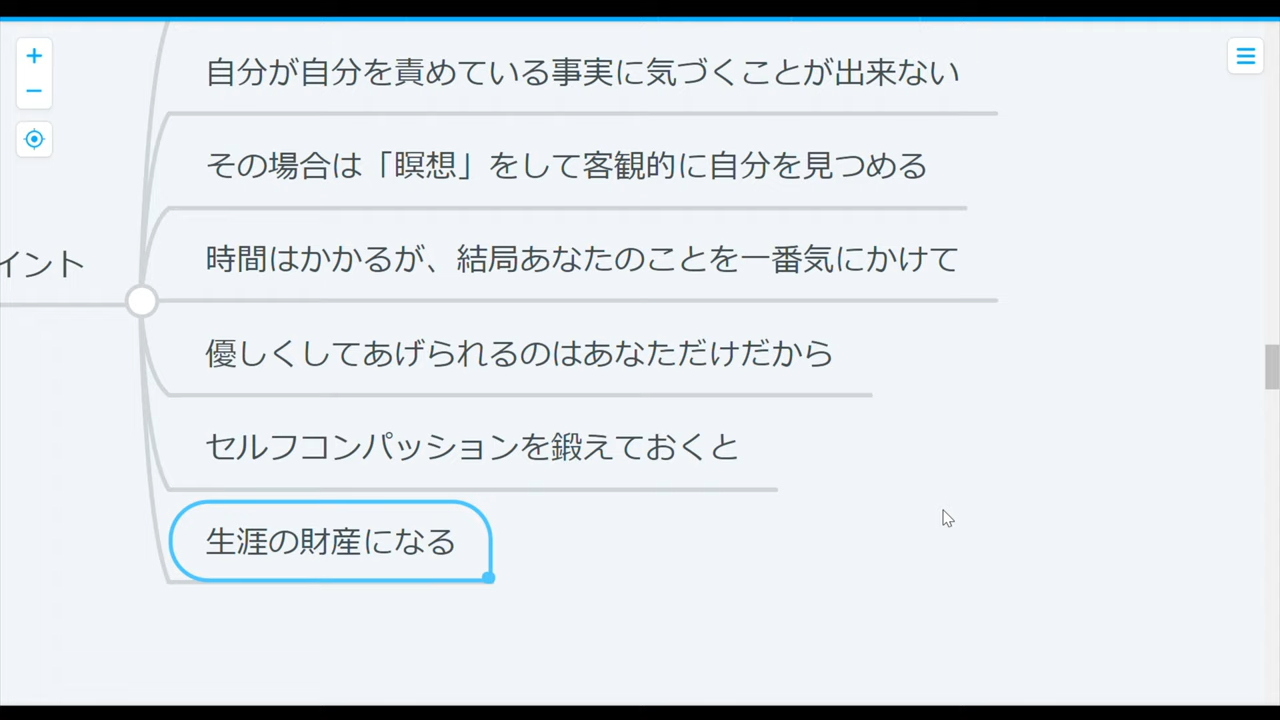 自分が自分を責めている事実に気づくことが出来ない
その場合は「瞑想」をして客観的に自分を見つめる
イント
時間はかかるが、結局あなたのことを一番気にかけて
優しくしてあげられるのはあなただけだから
セルフコンパッションを鍛えておくと
生涯の財産になる